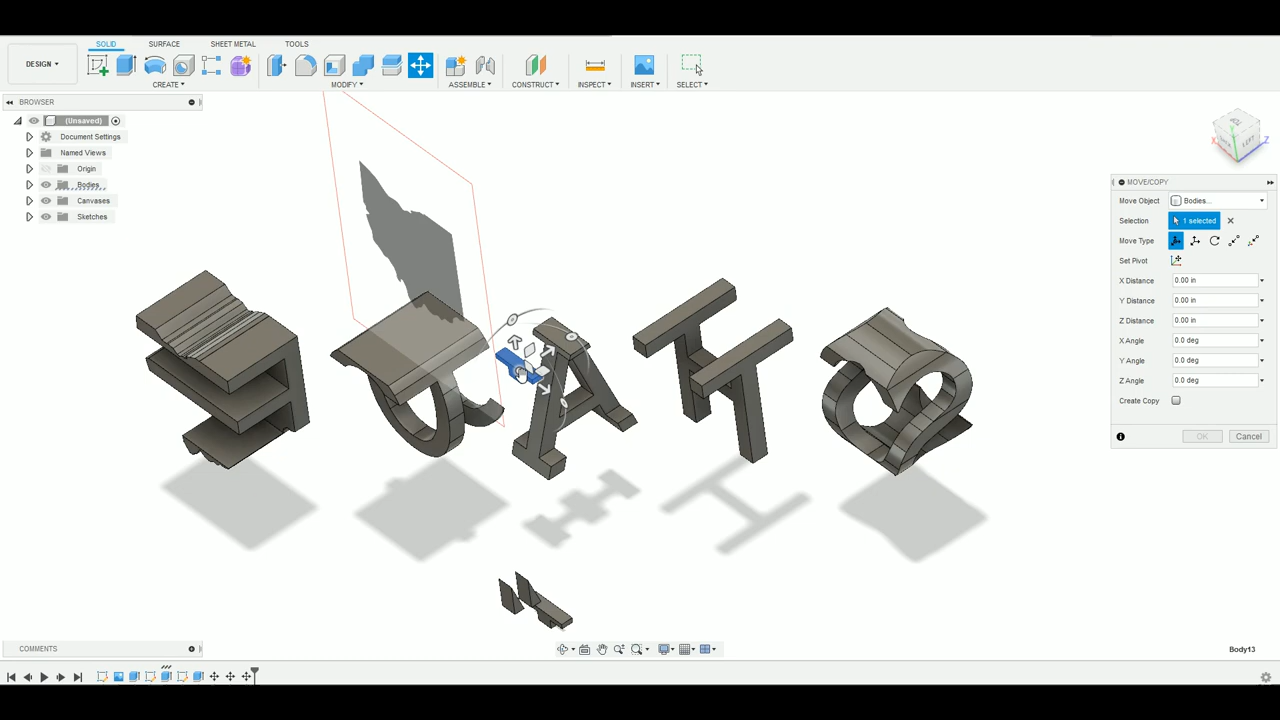 SOLID SURFACE SHEET METAL TOOLS
DESIGN
CREATE MODIFY ASSEMBLE CONSTRUCT INSPECT INSERT SELECT
BROWSER
(Unsaved)
Document Settings
Named Views
Origin
Bodies
Canvases
Sketches
MOVE/COPY
Move Object Bodies...
Selection 1 selected
Move Type
Set Pivot
X Distance 0.00 in
Y Distance 0.00 in
Z Distance 0.00 in
X Angle 0.0 deg
Y Angle 0.0 deg
Z Angle 0.0 deg
Create Copy
OK Cancel
X
Z
COMMENTS
Body13